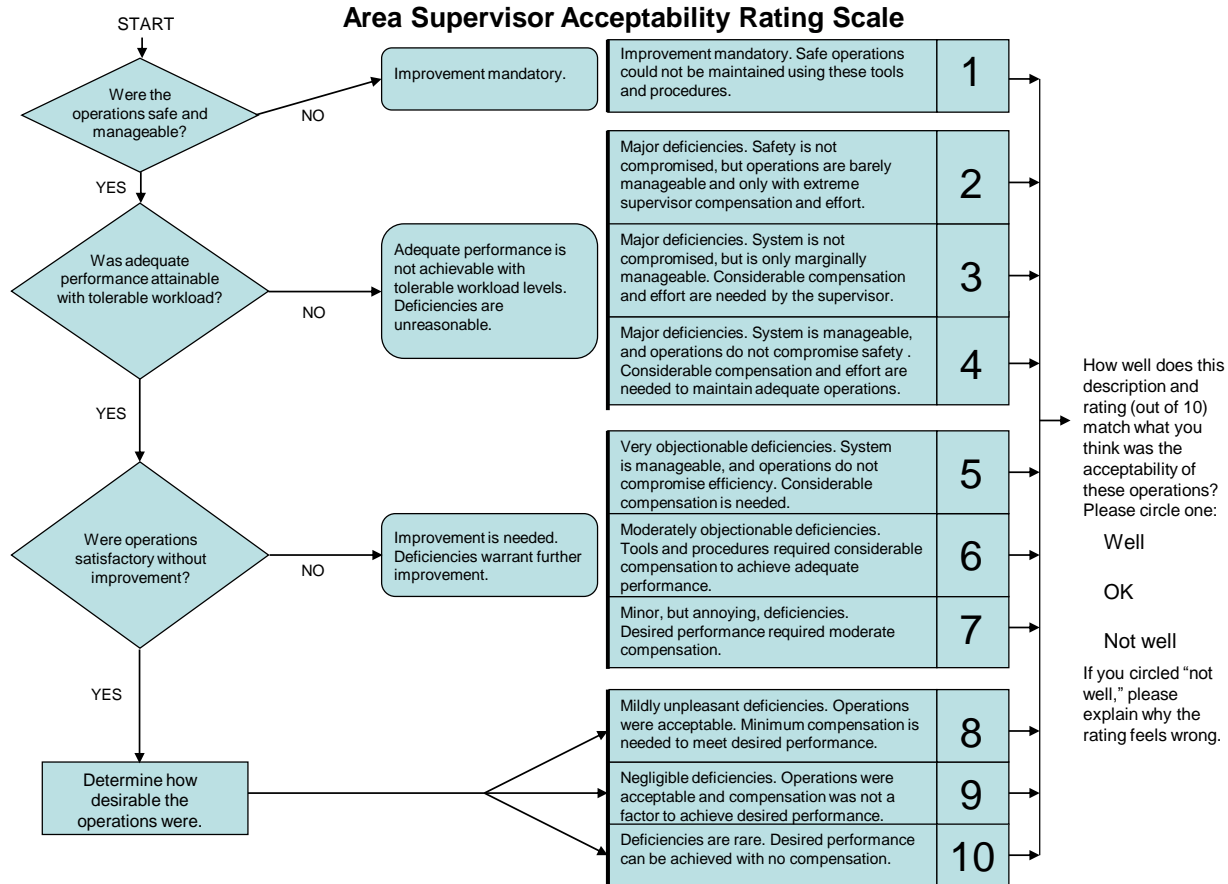 Area Supervisor Acceptability Rating Scale
START
Were the
operations safe and
manageable?
NO
Improvement mandatory.
Improvement mandatory. Safe operations
could not be maintained using these tools
and procedures.
1
YES
Was adequate
performance attainable
with tolerable workload?
NO
Adequate performance is
not achievable with
tolerable workload levels.
Deficiencies are
unreasonable.
Major deficiencies. Safety is not
compromised, but operations are barely
manageable and only with extreme
supervisor compensation and effort.
2
Major deficiencies. System is not
compromised, but is only marginally
manageable. Considerable compensation
and effort are needed by the supervisor.
3
Major deficiencies. System is manageable,
and operations do not compromise safety .
Considerable compensation and effort are
needed to maintain adequate operations.
4
YES
Were operations
satisfactory without
improvement?
NO
Improvement is needed.
Deficiencies warrant further
improvement.
Very objectionable deficiencies. System
is manageable, and operations do not
compromise efficiency. Considerable
compensation is needed.
5
Moderately objectionable deficiencies.
Tools and procedures required considerable
compensation to achieve adequate
performance.
6
Minor, but annoying, deficiencies.
Desired performance required moderate
compensation.
7
YES
Determine how
desirable the
operations were.
Mildly unpleasant deficiencies. Operations
were acceptable. Minimum compensation is
needed to meet desired performance.
8
Negligible deficiencies. Operations were
acceptable and compensation was not a
factor to achieve desired performance.
9
Deficiencies are rare. Desired performance
can be achieved with no compensation.
10
How well does this
description and
rating (out of 10)
match what you
think was the
acceptability of
these operations?
Please circle one:
Well
OK
Not well
If you circled “not
well,” please
explain why the
rating feels wrong.